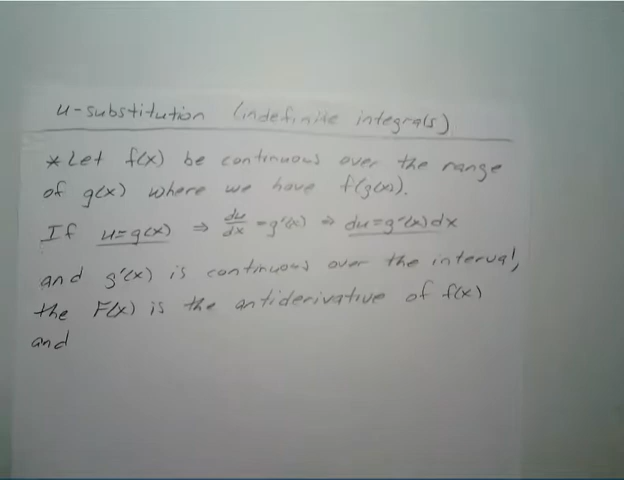 u-substitution (indefinite integrals)
* Let f(x) be continuous over the range
of g(x) where we have f(g(x)).
If u=g(x) ⇒ du/dx = g'(x) ⇒ du=g'(x)dx
and g'(x) is continuous over the interval,
the F(x) is the antiderivative of f(x)
and